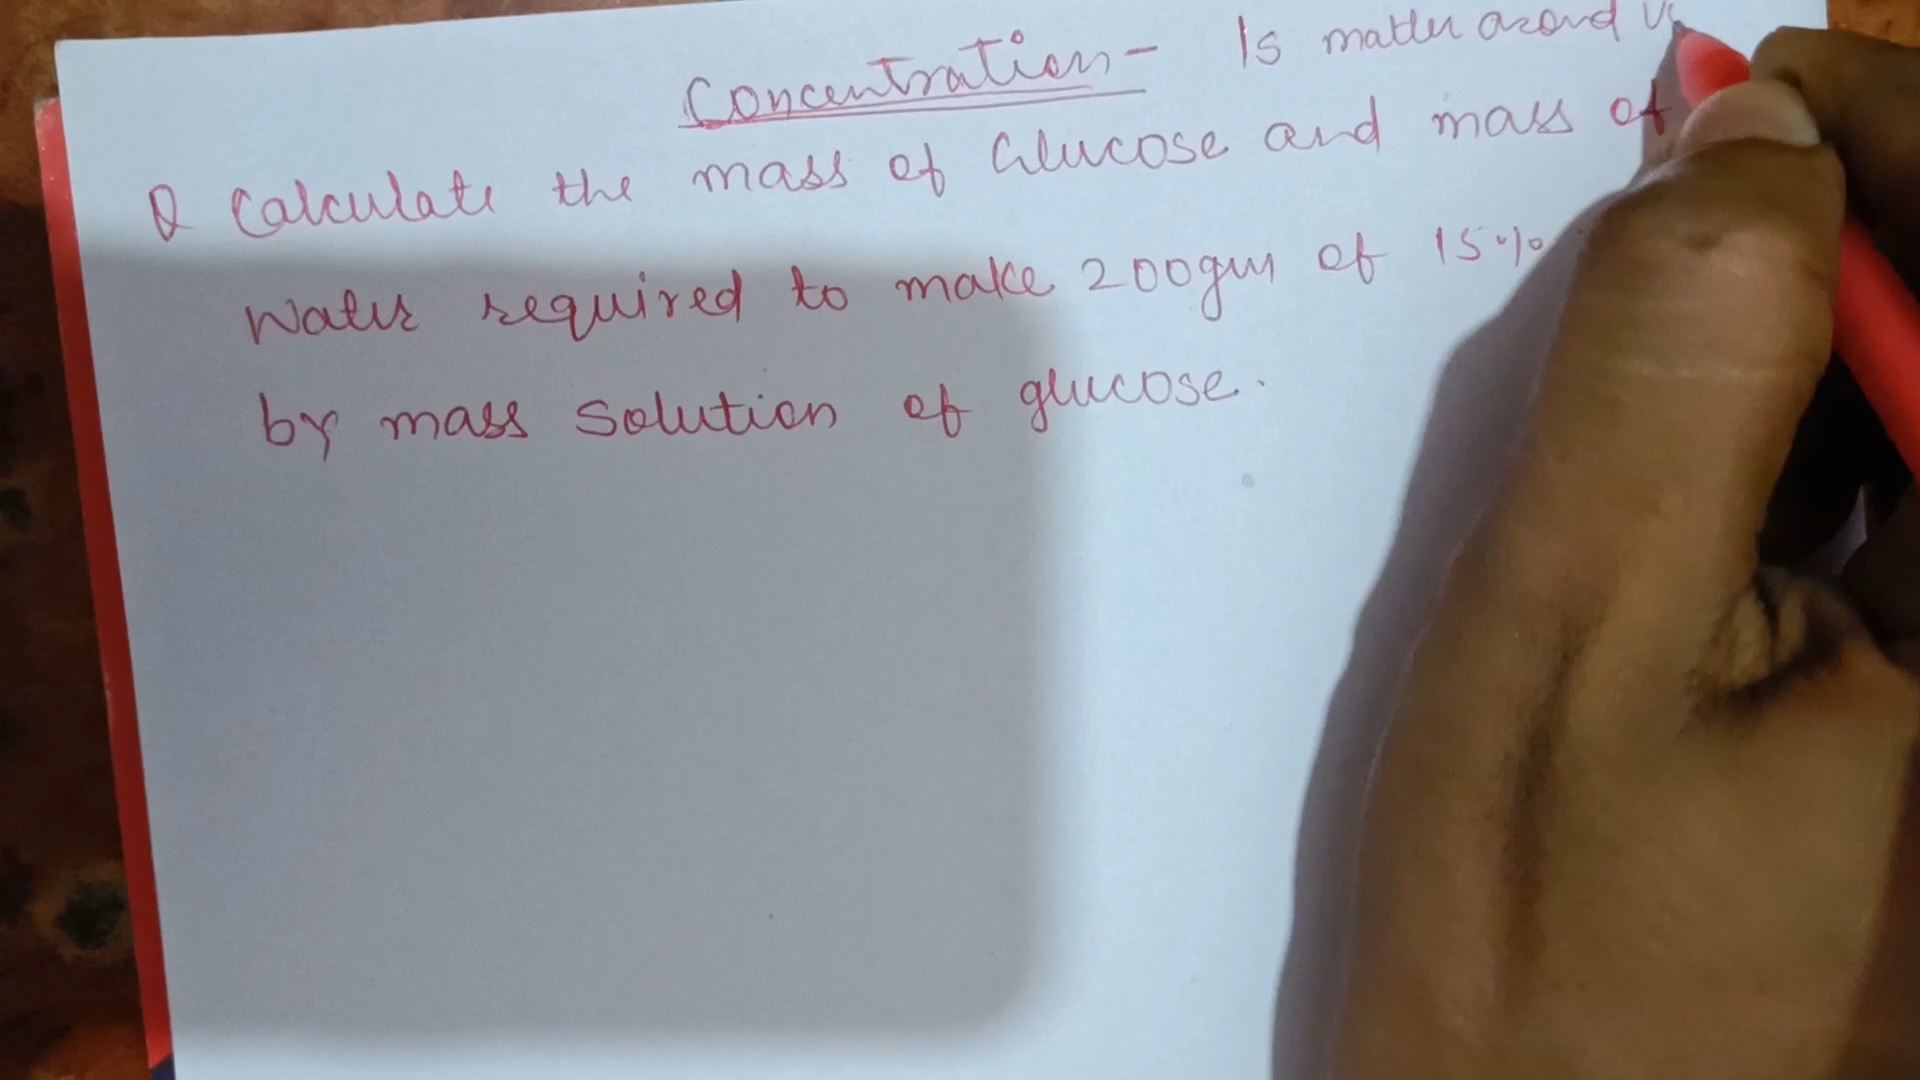 Concentration - Is matter around us
Q Calculate the mass of Glucose and mass of
Water required to make 200gm of 15%
by mass solution of glucose.